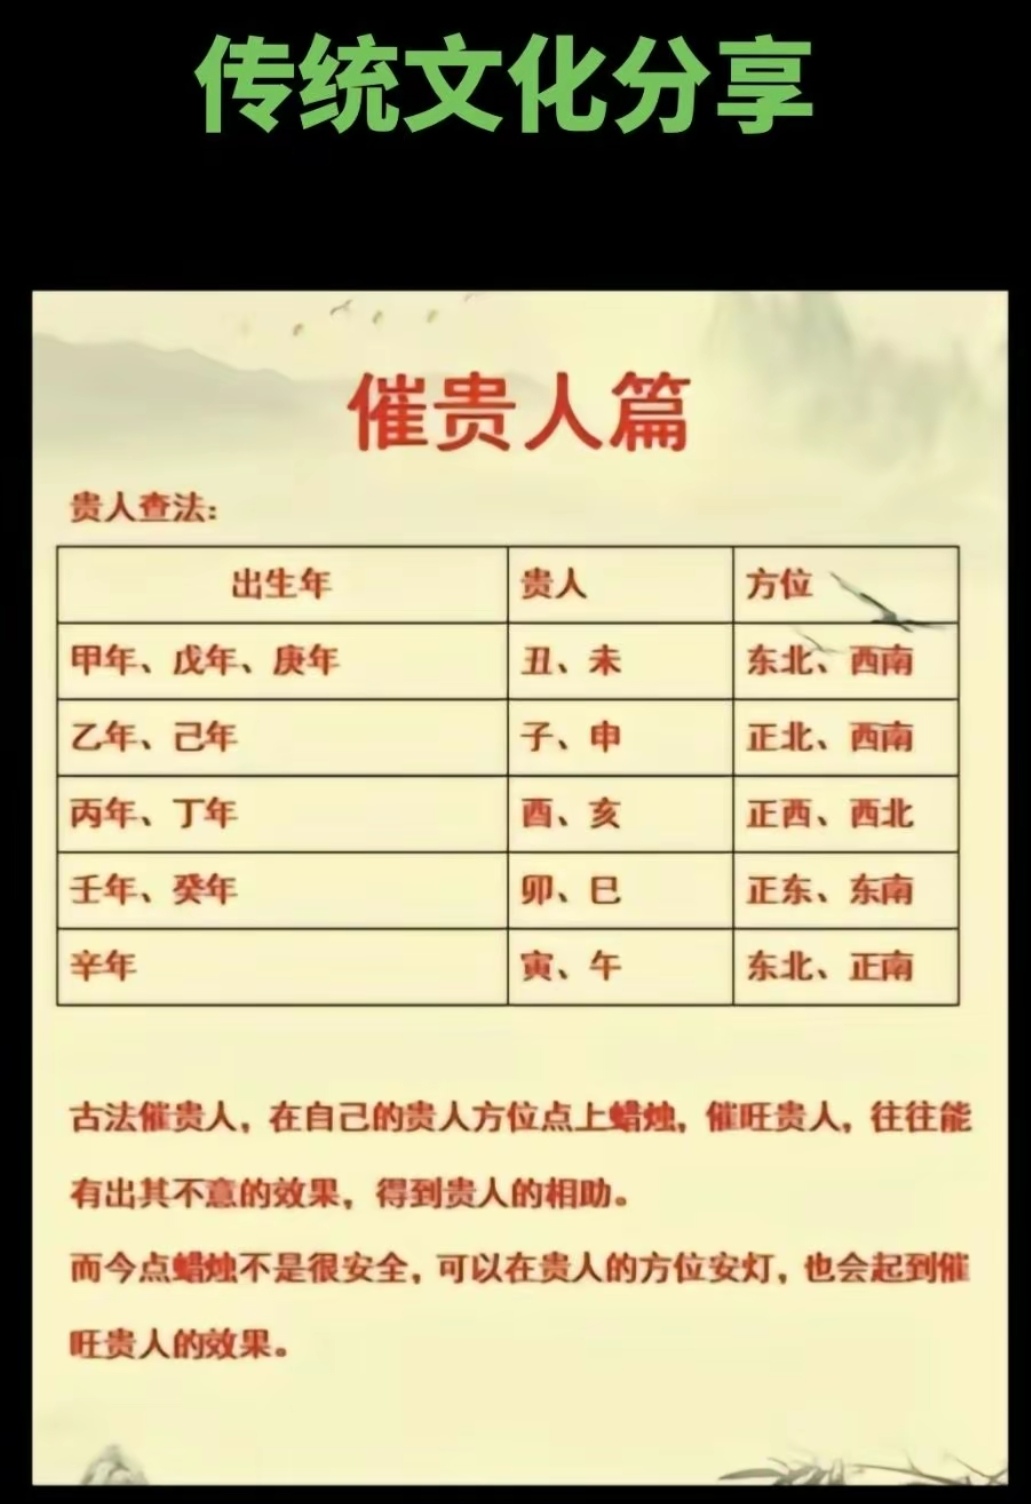 传统文化分享
催贵人篇
贵人查法：
出生年 贵人 方位
甲年、戊年、庚年 丑、未 东北、西南
乙年、己年 子、申 正北、西南
丙年、丁年 酉、亥 正西、西北
壬年、癸年 卯、巳 正东、东南
辛年 寅、午 东北、正南
古法催贵人，在自己的贵人方位点上蜡烛，催旺贵人，往往能
有出其不意的效果，得到贵人的相助。
而今点蜡烛不是很安全，可以在贵人的方位安灯，也会起到催
旺贵人的效果。